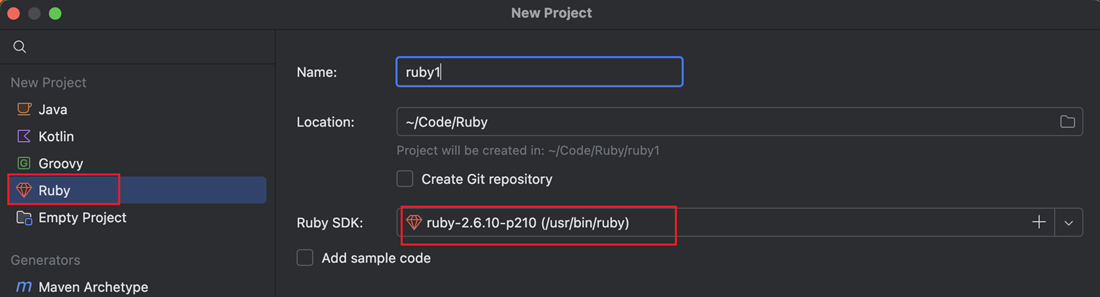 New Project
New Project
Java
Kotlin
G Groovy
Ruby
Empty Project
Generators
m Maven Archetype
Name: ruby1
Location: ~/Code/Ruby
Project will be created in: ~/Code/Ruby/ruby1
Create Git repository
Ruby SDK: ruby-2.6.10-p210 (/usr/bin/ruby)
Add sample code